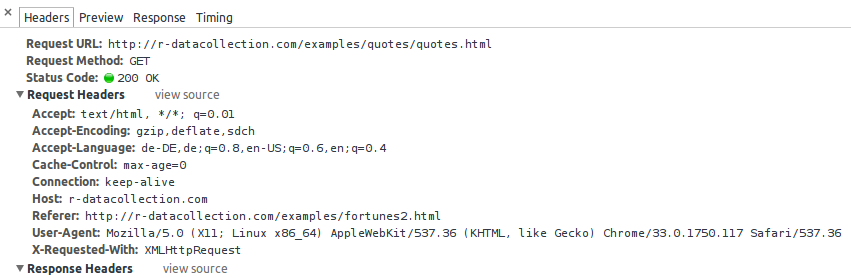 × Headers Preview Response Timing
Request URL: http://r-datacollection.com/examples/quotes/quotes.html
Request Method: GET
Status Code: 200 OK
▼ Request Headers view source
Accept: text/html, */*; q=0.01
Accept-Encoding: gzip,deflate,sdch
Accept-Language: de-DE,de;q=0.8,en-US;q=0.6,en;q=0.4
Cache-Control: max-age=0
Connection: keep-alive
Host: r-datacollection.com
Referer: http://r-datacollection.com/examples/fortunes2.html
User-Agent: Mozilla/5.0 (X11; Linux x86_64) AppleWebKit/537.36 (KHTML, like Gecko) Chrome/33.0.1750.117 Safari/537.36
X-Requested-With: XMLHttpRequest
▼ Response Headers view source